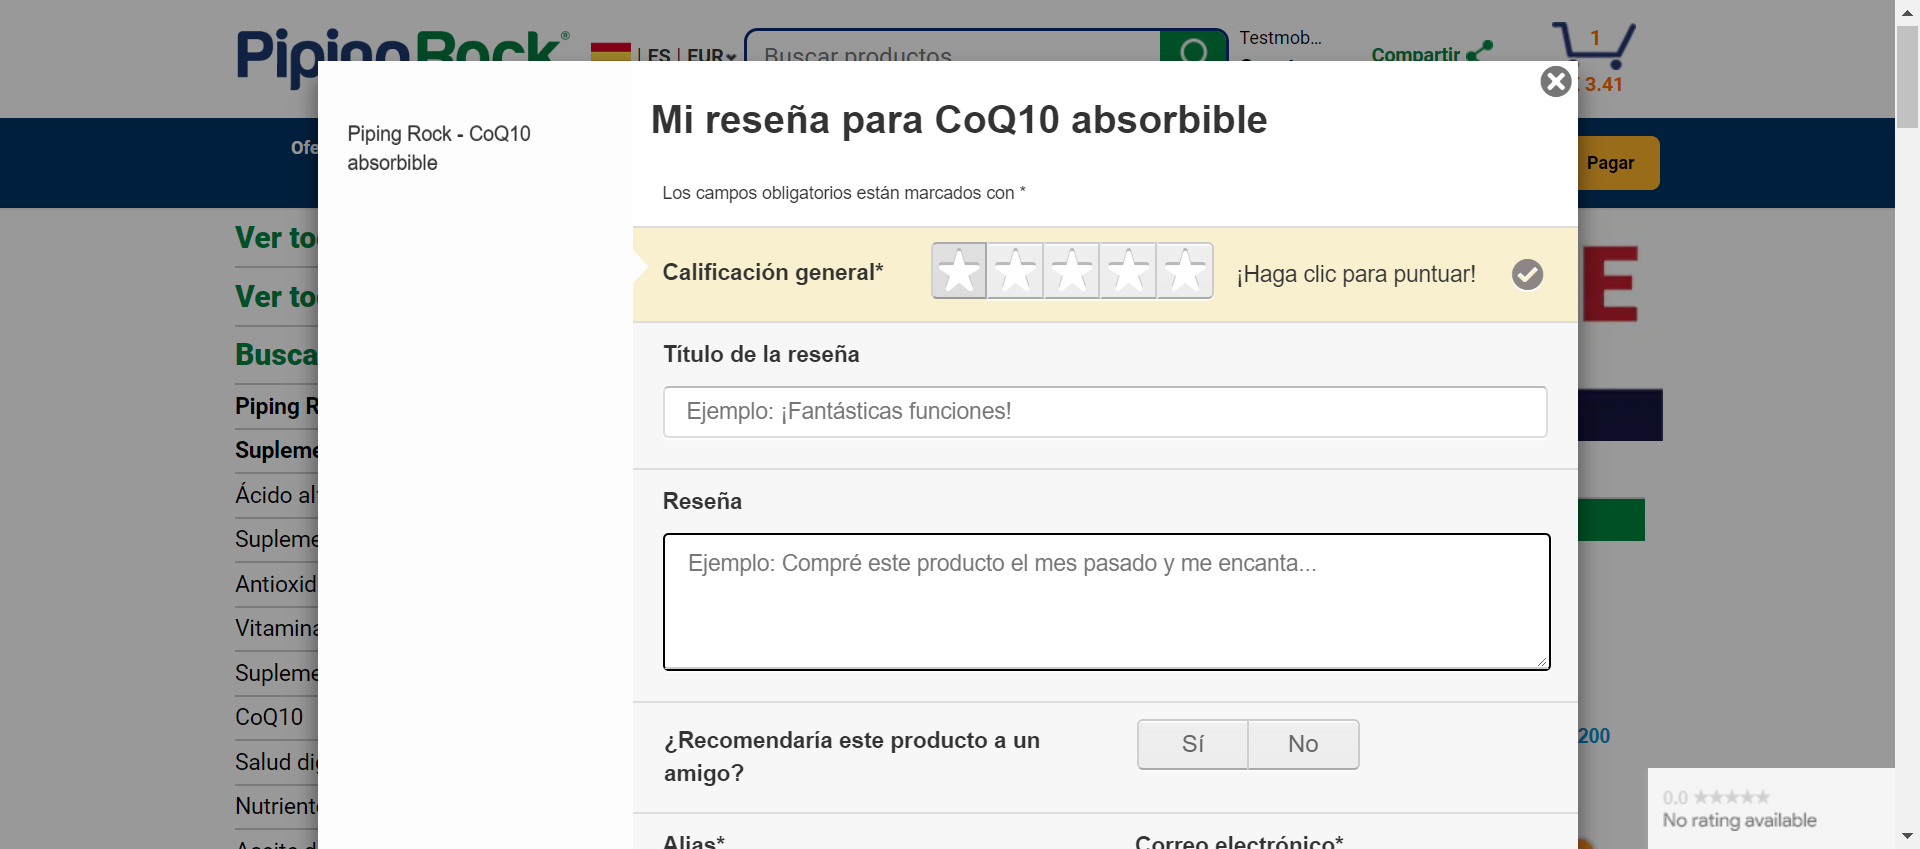 PipingRock®
| ES | EUR
Buscar productos
Testmob...
Compartir
1
3.41
Pagar
Piping Rock - CoQ10
absorbible
Mi reseña para CoQ10 absorbible
Los campos obligatorios están marcados con *
Calificación general*
¡Haga clic para puntuar!
Título de la reseña
Ejemplo: ¡Fantásticas funciones!
Reseña
Ejemplo: Compré este producto el mes pasado y me encanta...
¿Recomendaría este producto a un
amigo?
Sí
No
Alias*
Correo electrónico*
Ofe
Ver to
Ver to
Busca
Piping R
Supleme
Ácido al
Supleme
Antioxid
Vitamina
Supleme
CoQ10
Salud di
Nutriente
Aceite d
E
200
0.0
No rating available